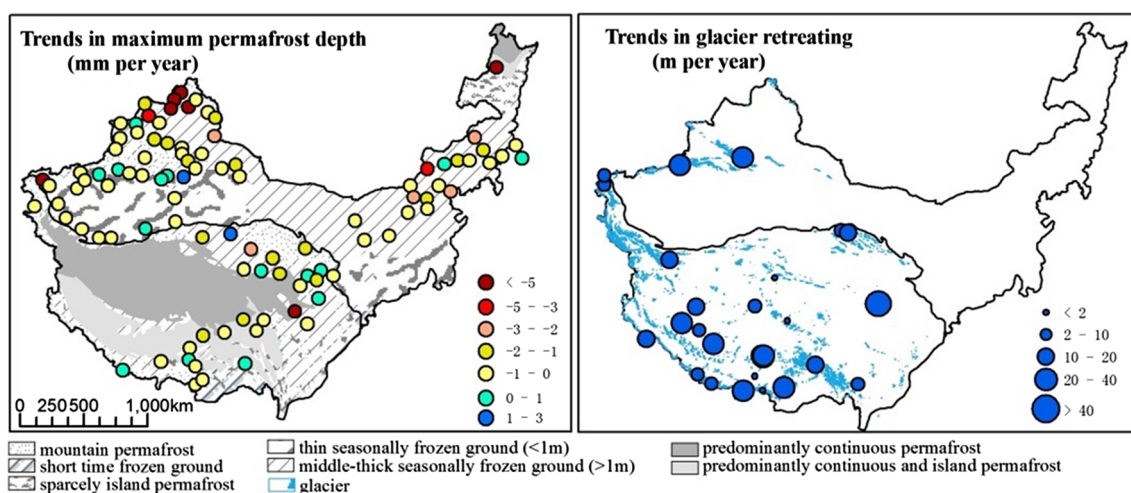 Trends in maximum permafrost depth
(mm per year)
< -5
-5 - -3
-3 - -2
-2 - -1
-1 - 0
0 - 1
1 - 3
0 250500 1,000km
Trends in glacier retreating
(m per year)
< 2
2 - 10
10 - 20
20 - 40
> 40
mountain permafrost
short time frozen ground
sparcely island permafrost
thin seasonally frozen ground (<1m)
middle-thick seasonally frozen ground (>1m)
glacier
predominantly continuous permafrost
predominantly continuous and island permafrost